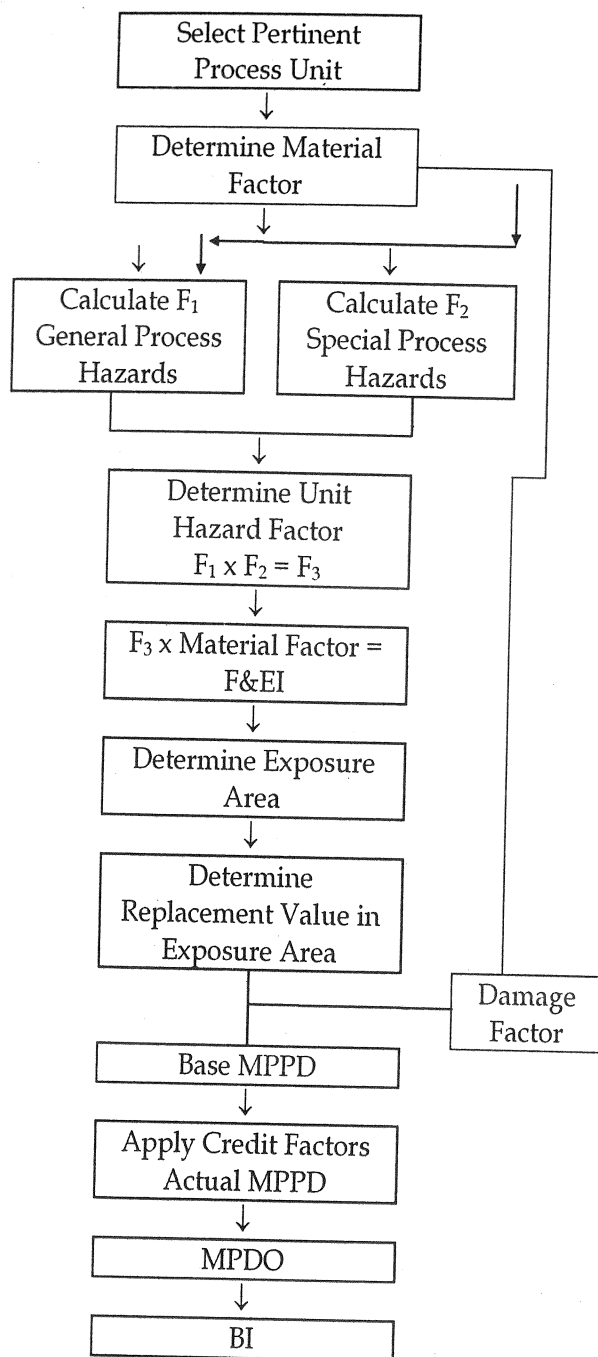 Select Pertinent
Process Unit
Determine Material
Factor
Calculate F₁
General Process
Hazards
Calculate F₂
Special Process
Hazards
Determine Unit
Hazard Factor
F₁ x F₂ = F₃
F₃ x Material Factor =
F&EI
Determine Exposure
Area
Determine
Replacement Value in
Exposure Area
Damage
Factor
Base MPPD
Apply Credit Factors
Actual MPPD
MPDO
BI